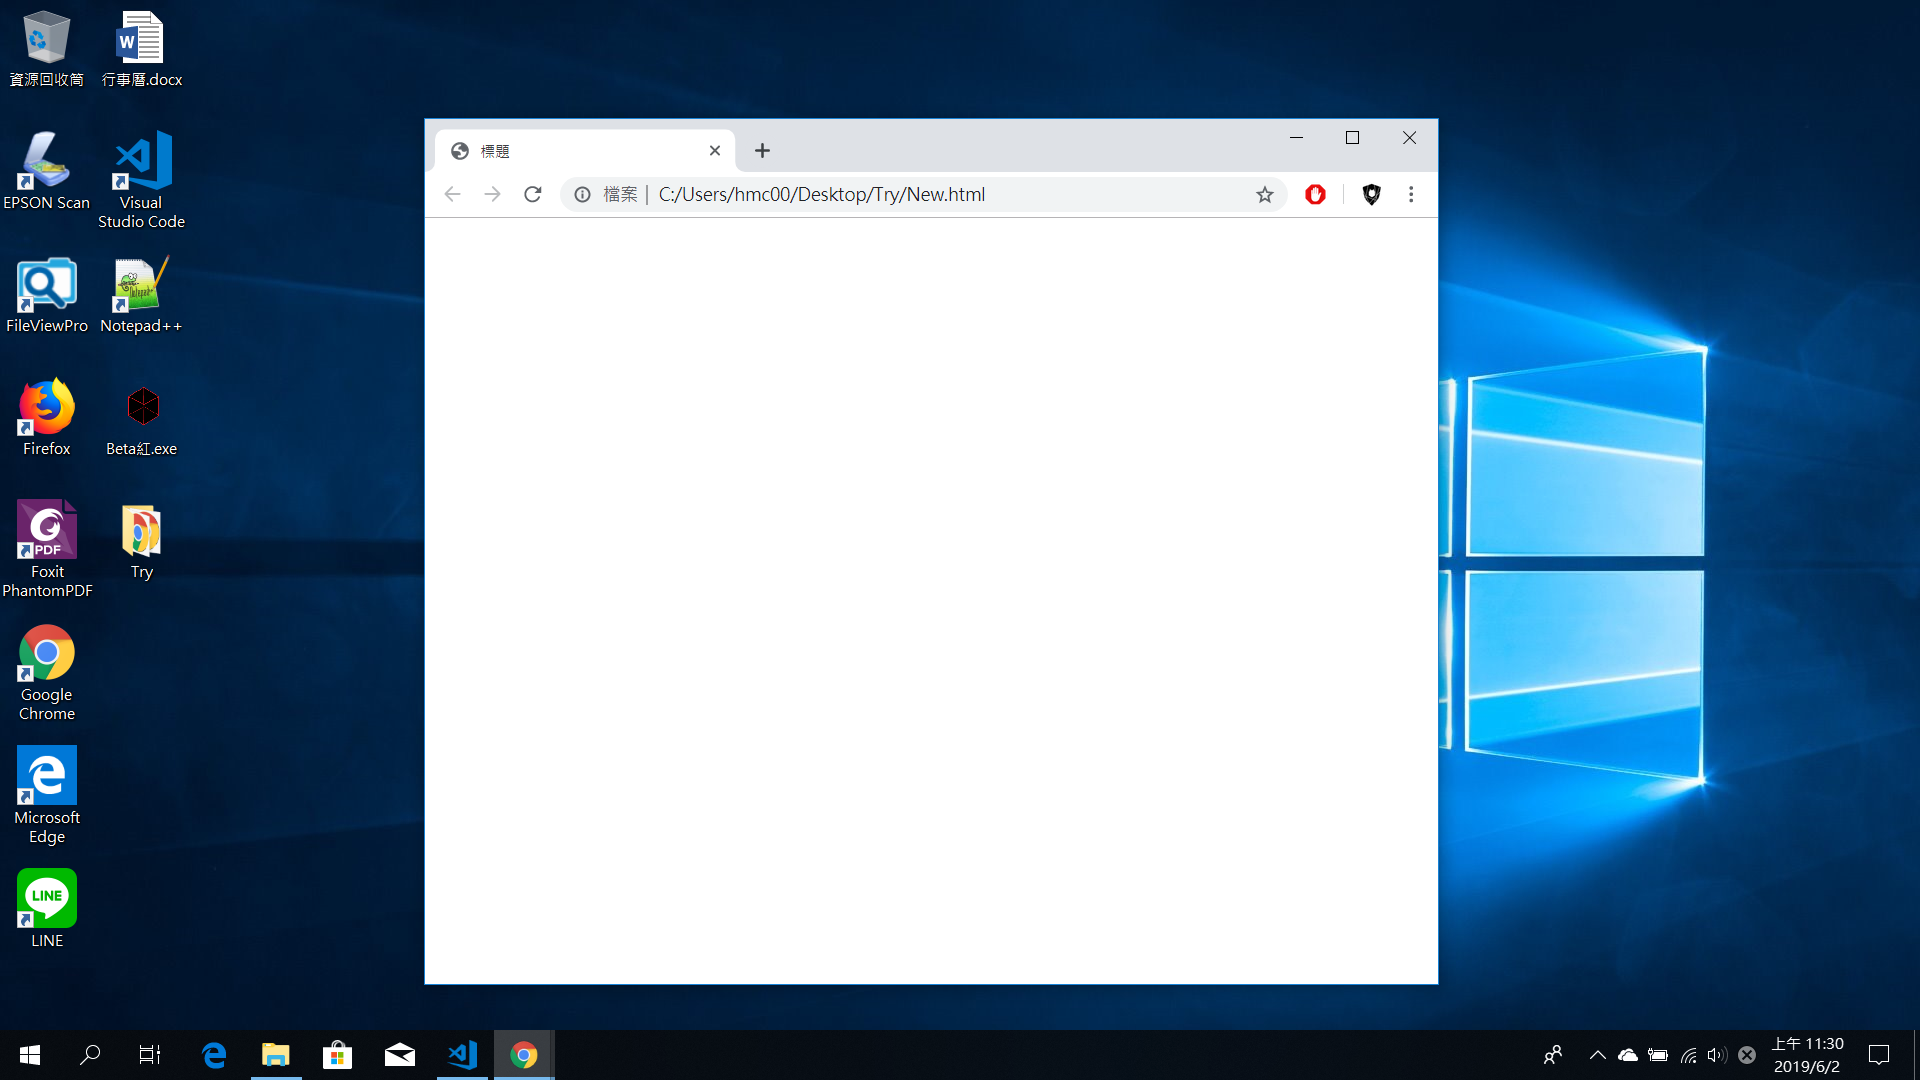 資源回收筒
行事曆.docx
EPSON Scan
Visual
Studio Code
FileViewPro
Notepad++
Firefox
Beta紅.exe
PDF
Foxit
PhantomPDF
Try
Google
Chrome
Microsoft
Edge
LINE
LINE
標題
檔案 | C:/Users/hmc00/Desktop/Try/New.html
上午 11:30
2019/6/2